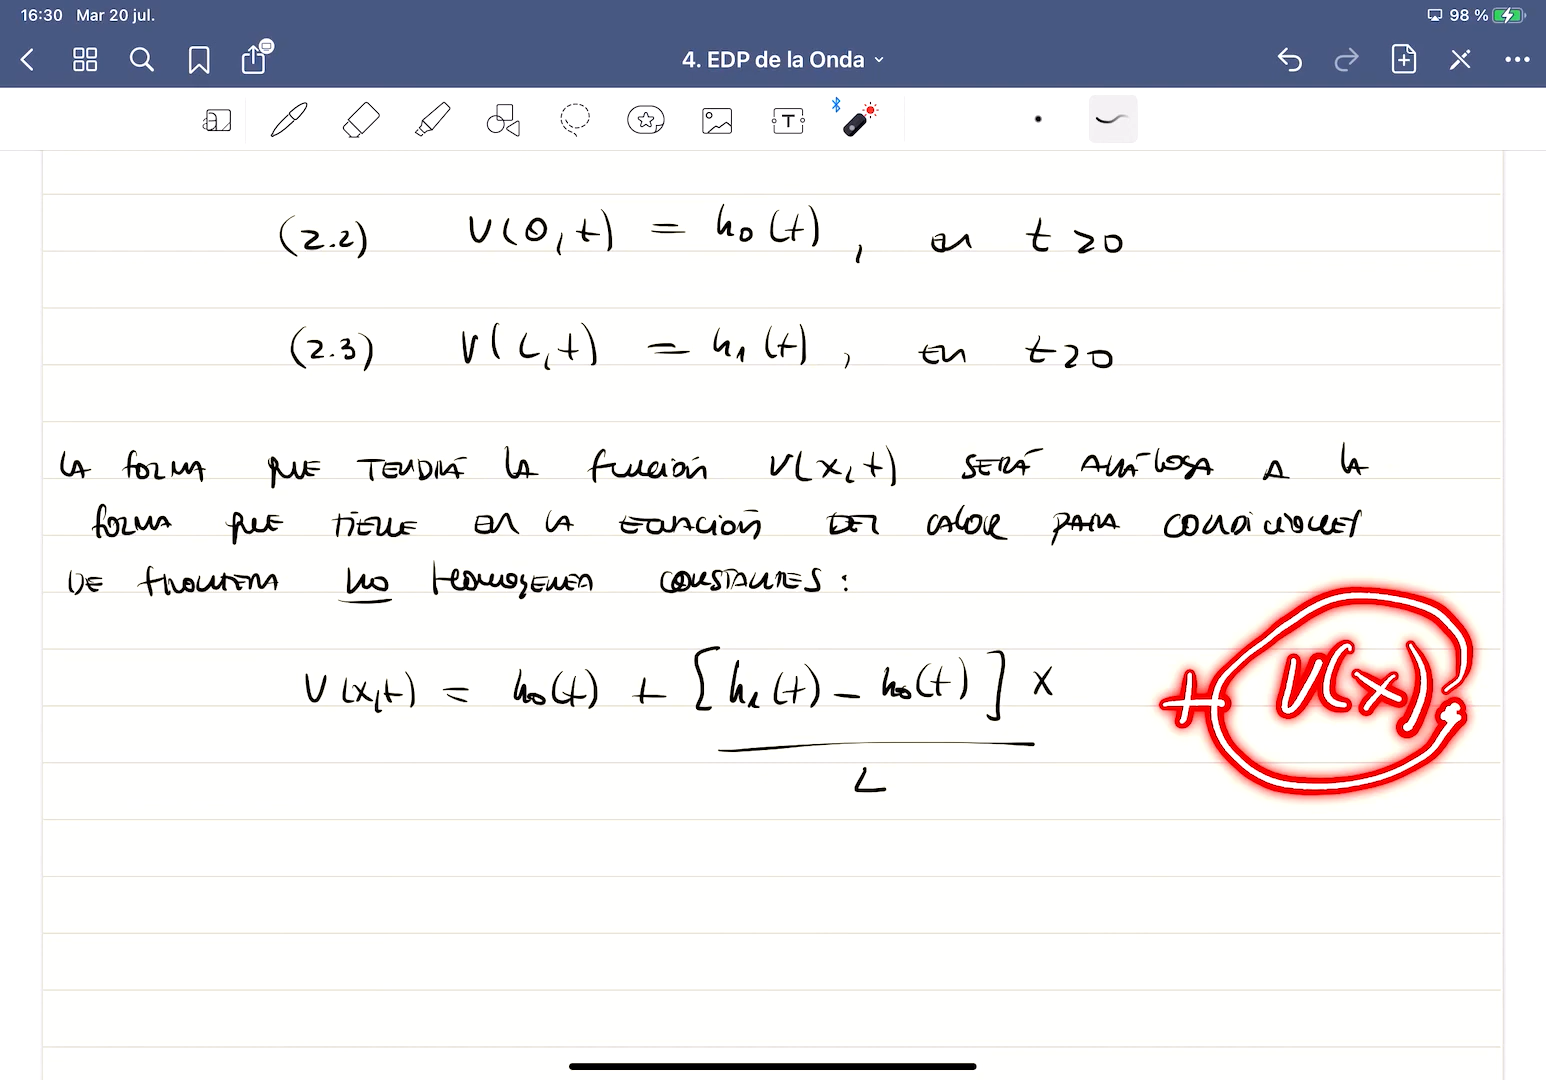 16:30 Mar 20 jul.
98 %
4. EDP de la Onda
(2.2) V(0,t) = h₀(t), en t≥0
(2.3) V(L,t) = h₁(t), en t≥0
LA FORMA QUE TENDRÁ LA FUNCIÓN V(x,t) SERÁ ANÁLOGA A LA
FORMA QUE TIENE EN LA ECUACIÓN DEL CALOR PARA CONDICIONES
DE FRONTERA NO HOMOGENEA CONSTANTES:
V(x,t) = h₀(t) + [h₁(t) - h₀(t)] x
L
+ V(x)